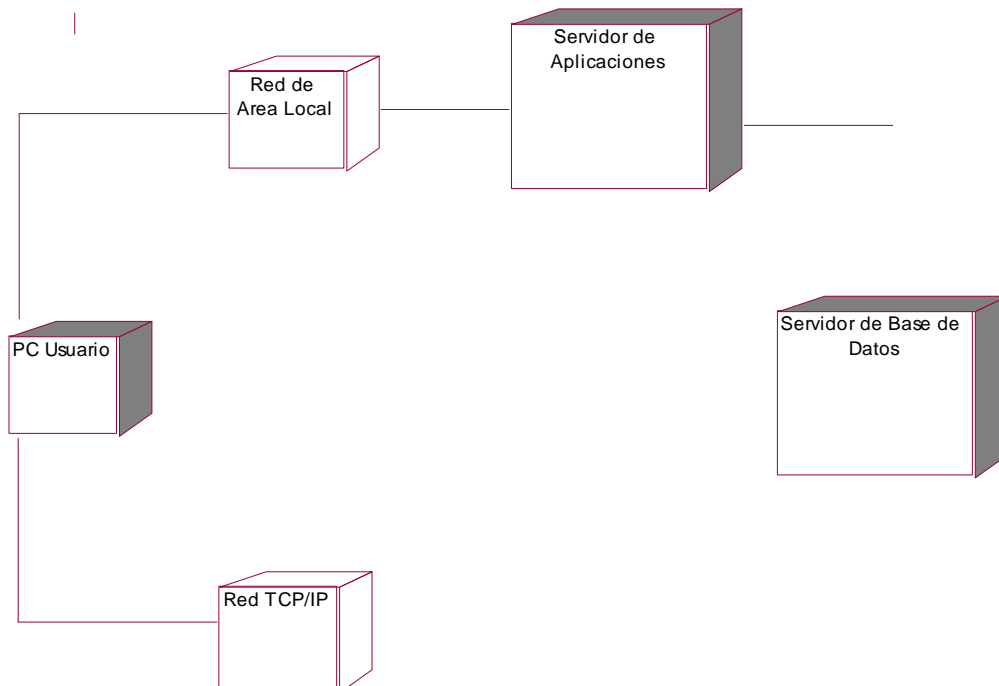 Servidor de
Aplicaciones
Red de
Area Local
PC Usuario
Servidor de Base de
Datos
Red TCP/IP